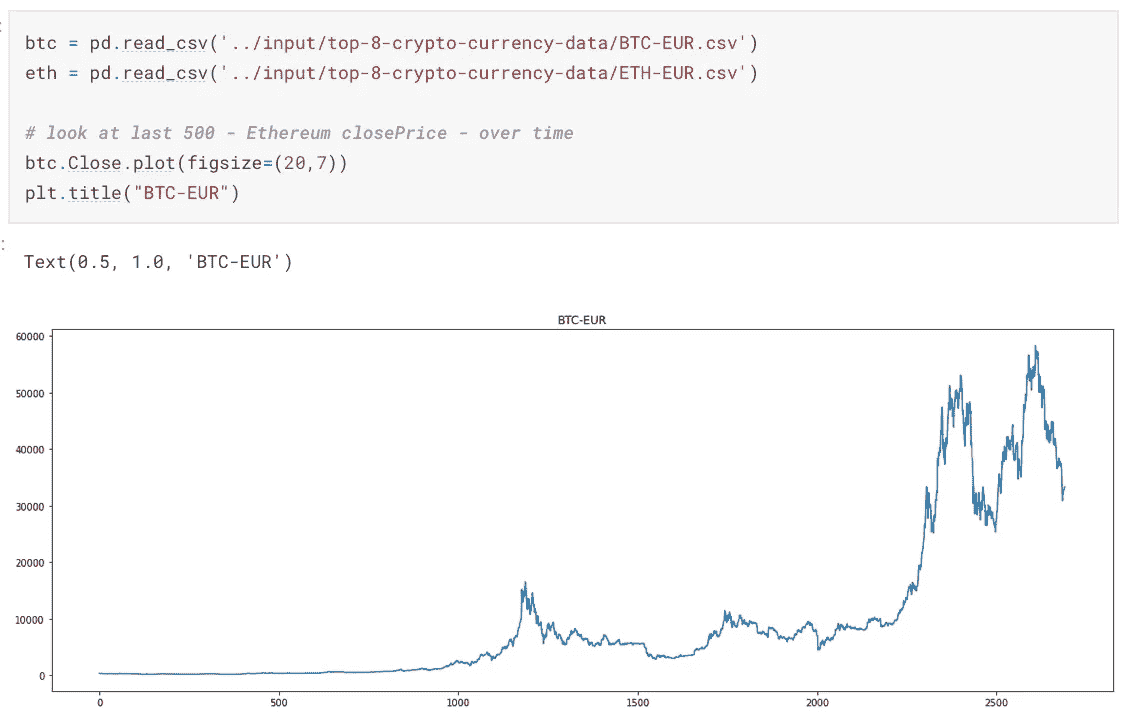 :
btc = pd.read_csv('../input/top-8-crypto-currency-data/BTC-EUR.csv')
eth = pd.read_csv('../input/top-8-crypto-currency-data/ETH-EUR.csv')
# look at last 500 - Ethereum closePrice - over time
btc.Close.plot(figsize=(20,7))
plt.title("BTC-EUR")
:
Text(0.5, 1.0, 'BTC-EUR')
BTC-EUR
60000
50000
40000
30000
20000
10000
0
0 500 1000 1500 2000 2500